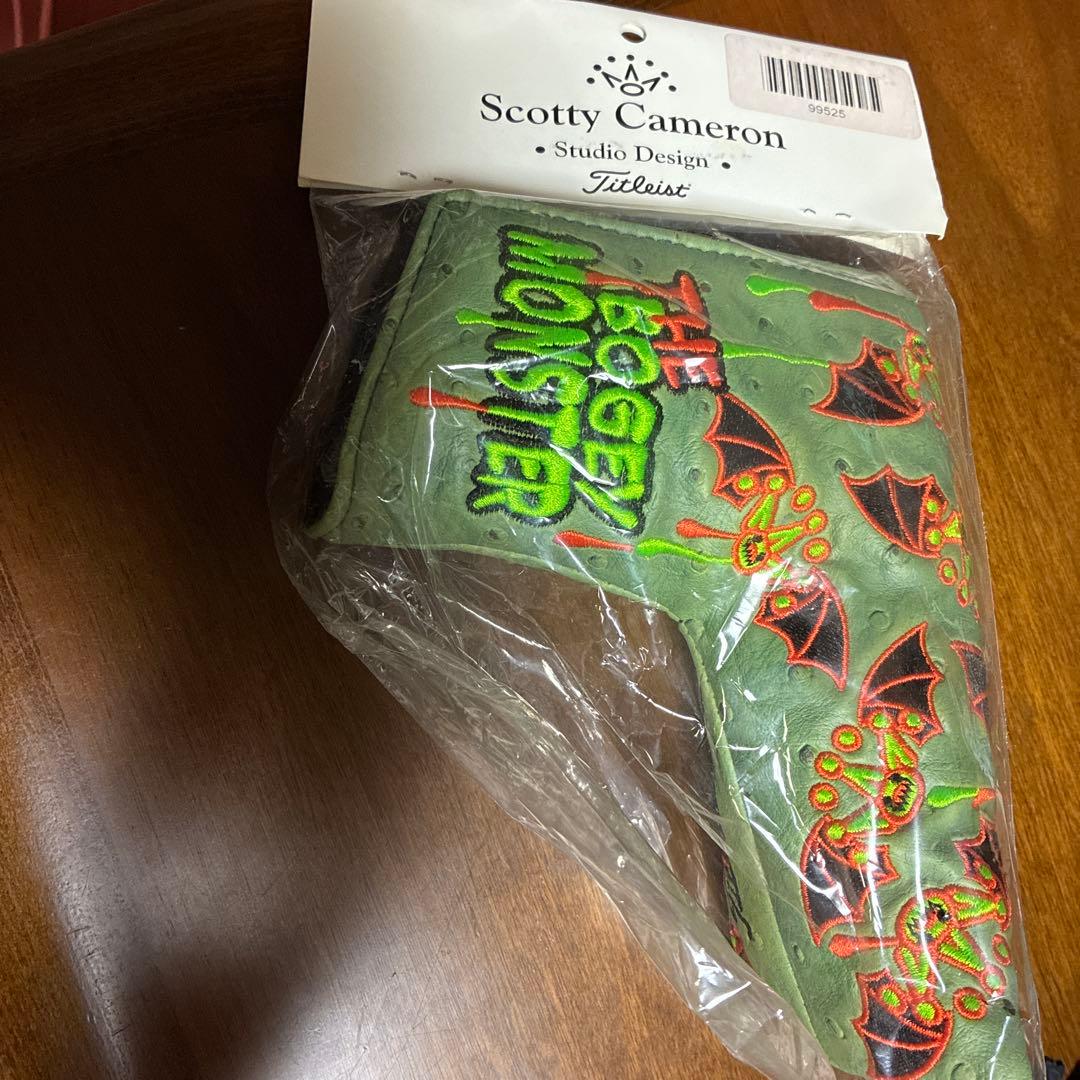 99525
Scotty Cameron
• Studio Design •
Titleist
THE
BOGEY
MONSTER